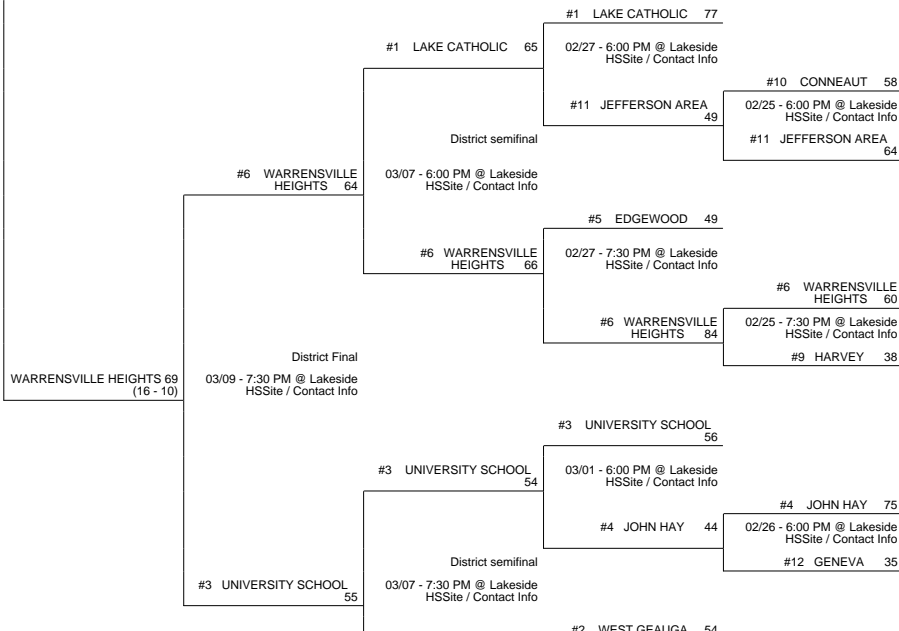 #1 LAKE CATHOLIC 77
#1 LAKE CATHOLIC 65
02/27 - 6:00 PM @ Lakeside
HSSite / Contact Info
#10 CONNEAUT 58
#11 JEFFERSON AREA
49
02/25 - 6:00 PM @ Lakeside
HSSite / Contact Info
District semifinal
#11 JEFFERSON AREA
64
#6 WARRENSVILLE
HEIGHTS 64
03/07 - 6:00 PM @ Lakeside
HSSite / Contact Info
#5 EDGEWOOD 49
#6 WARRENSVILLE
HEIGHTS 66
02/27 - 7:30 PM @ Lakeside
HSSite / Contact Info
#6 WARRENSVILLE
HEIGHTS 60
#6 WARRENSVILLE
HEIGHTS 84
02/25 - 7:30 PM @ Lakeside
HSSite / Contact Info
#9 HARVEY 38
District Final
WARRENSVILLE HEIGHTS 69
(16 - 10)
03/09 - 7:30 PM @ Lakeside
HSSite / Contact Info
#3 UNIVERSITY SCHOOL
56
#3 UNIVERSITY SCHOOL
54
03/01 - 6:00 PM @ Lakeside
HSSite / Contact Info
#4 JOHN HAY 75
#4 JOHN HAY 44
02/26 - 6:00 PM @ Lakeside
HSSite / Contact Info
District semifinal
#12 GENEVA 35
#3 UNIVERSITY SCHOOL
55
03/07 - 7:30 PM @ Lakeside
HSSite / Contact Info
#2 WEST GEAUGA 54